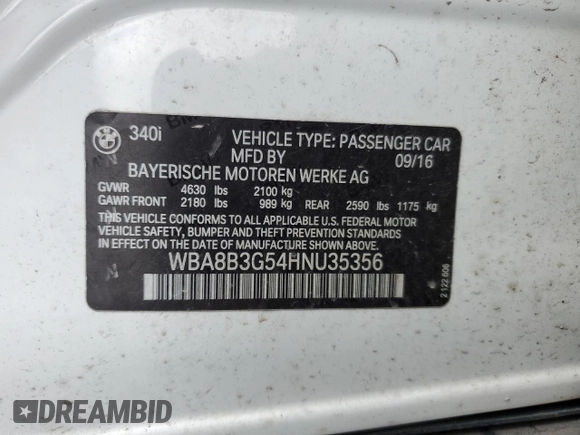 340i
VEHICLE TYPE: PASSENGER CAR
MFD BY 09/16
BAYERISCHE MOTOREN WERKE AG
GVWR 4630 lbs 2100 kg
GAWR FRONT 2180 lbs 989 kg REAR 2590 lbs 1175 kg
THIS VEHICLE CONFORMS TO ALL APPLICABLE U.S. FEDERAL MOTOR
VEHICLE SAFETY, BUMPER AND THEFT PREVENTION STANDARDS
IN EFFECT ON THE DATE OF MANUFACTURE SHOWN ABOVE.
WBA8B3G54HNU35356
2 122 606
DREAMBID